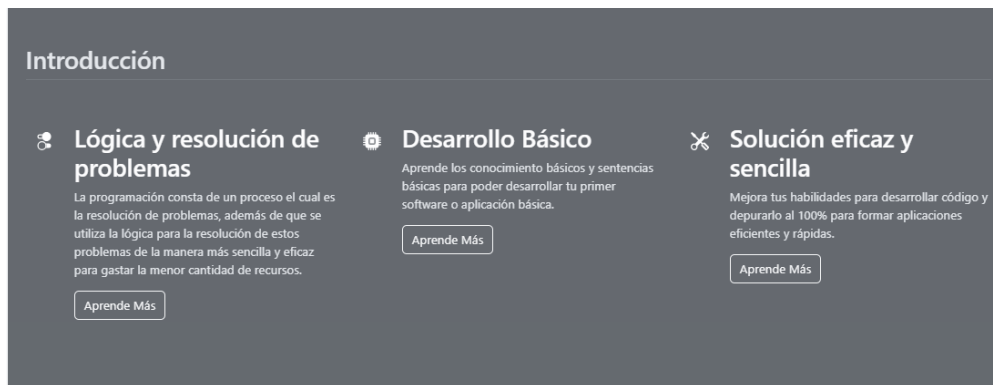 Introducción
Lógica y resolución de
problemas
La programación consta de un proceso el cual es
la resolución de problemas, además de que se
utiliza la lógica para la resolución de estos
problemas de la manera más sencilla y eficaz
para gastar la menor cantidad de recursos.
Aprende Más
Desarrollo Básico
Aprende los conocimiento básicos y sentencias
básicas para poder desarrollar tu primer
software o aplicación básica.
Aprende Más
Solución eficaz y
sencilla
Mejora tus habilidades para desarrollar código y
depurarlo al 100% para formar aplicaciones
eficientes y rápidas.
Aprende Más